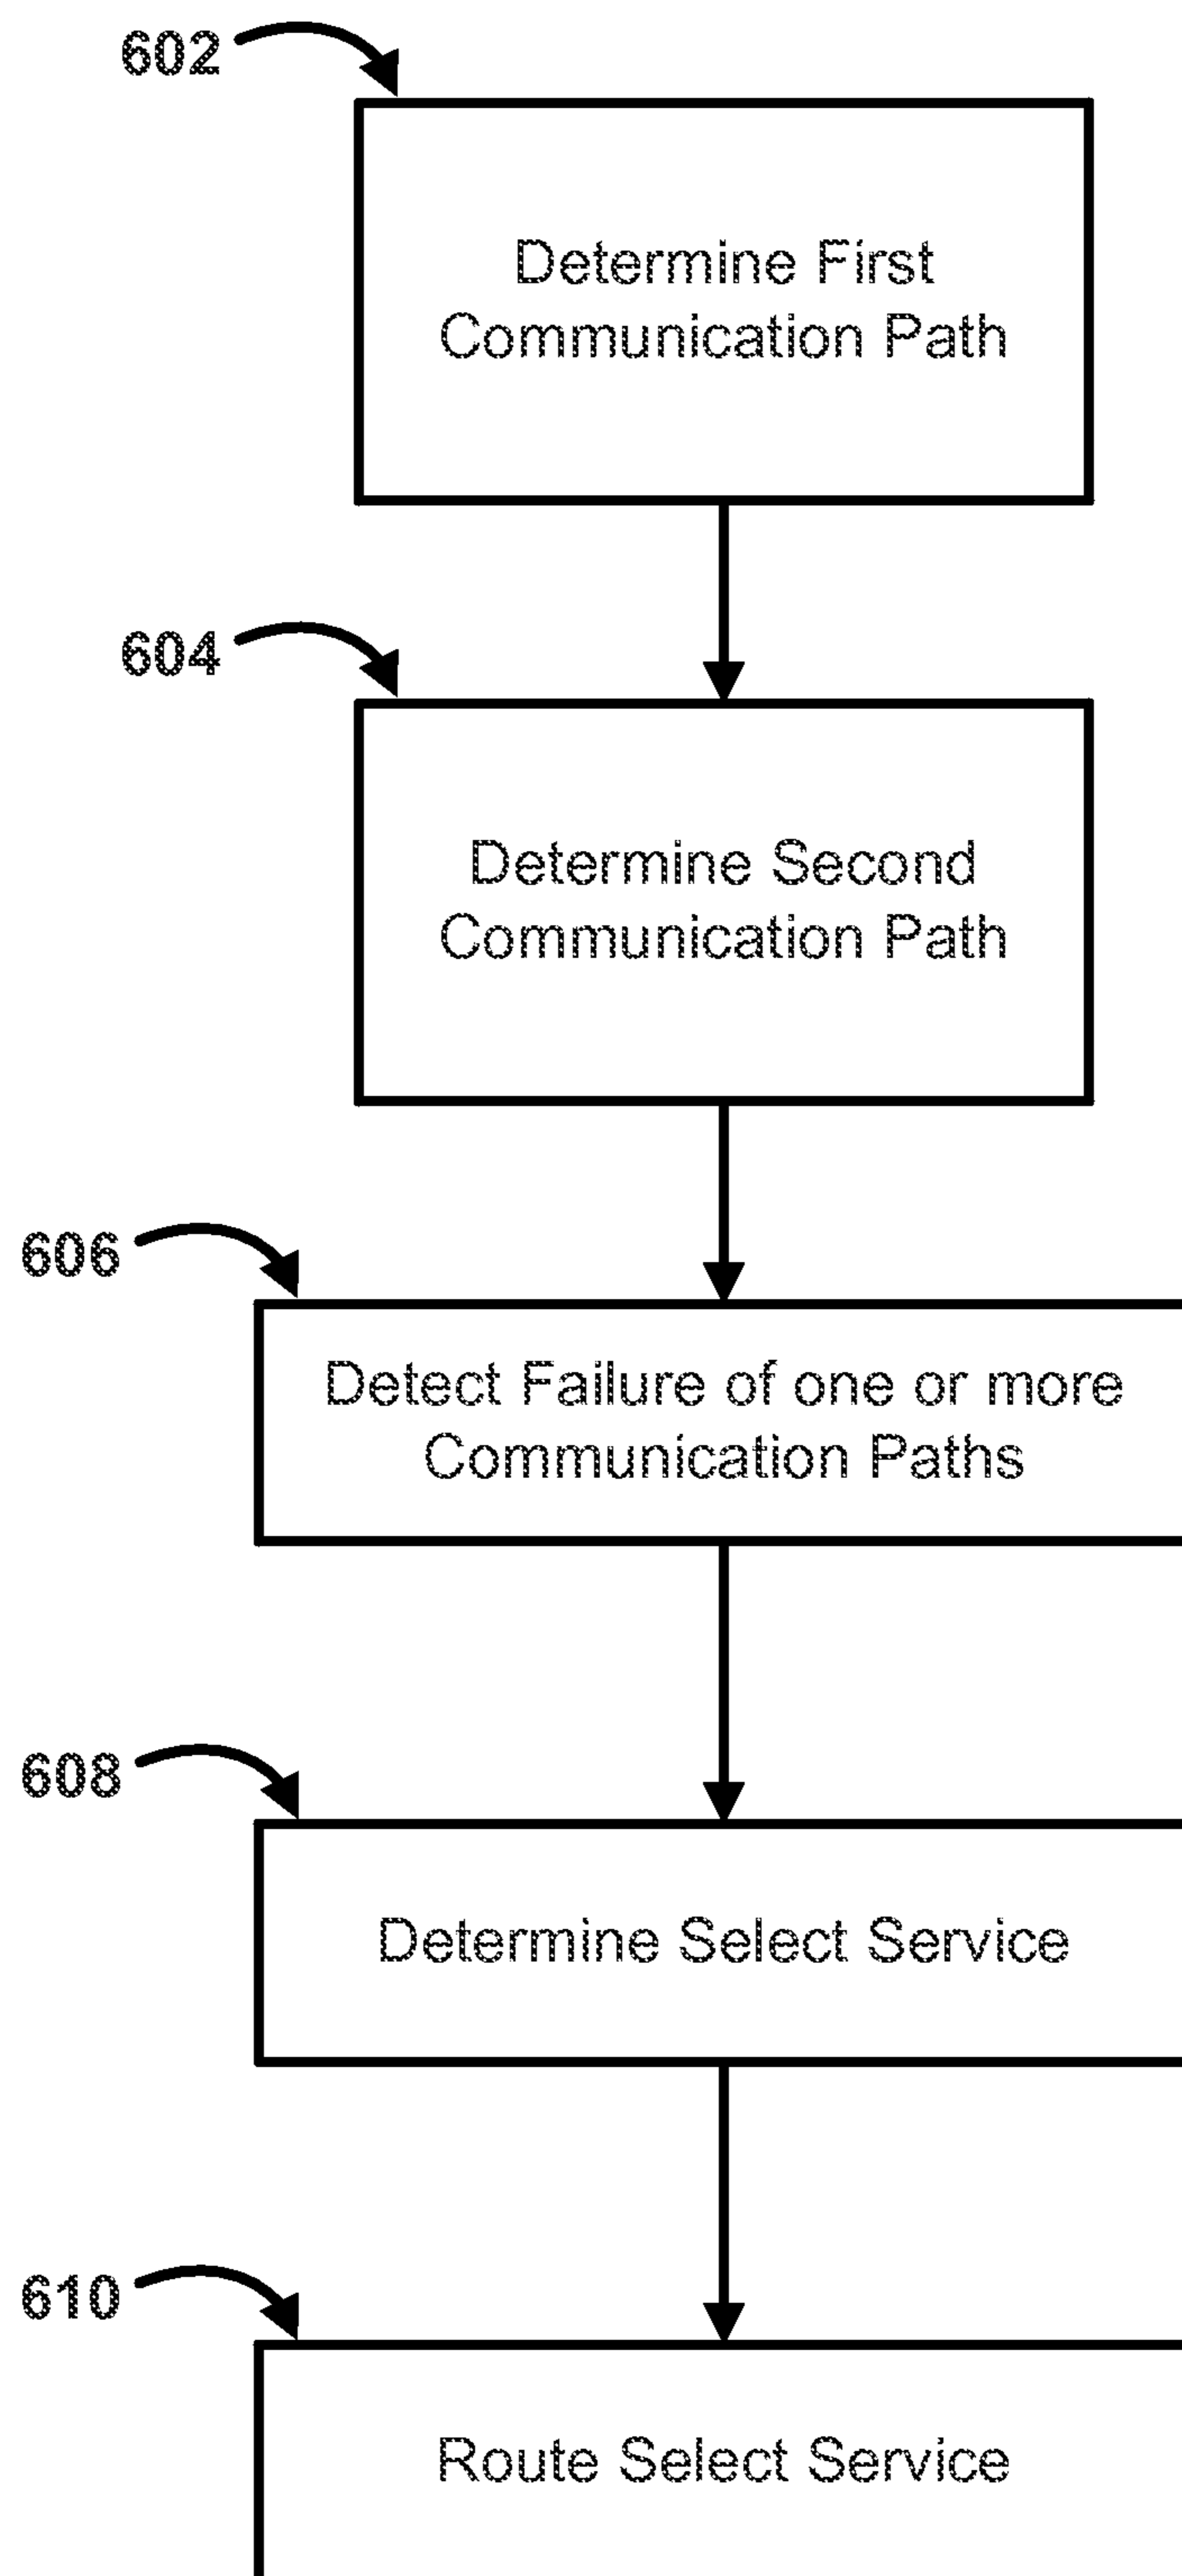 602
Determine First
Communication Path
604
Determine Second
Communication Path
606
Detect Failure of one or more
Communication Paths
608
Determine Select Service
610
Route Select Service